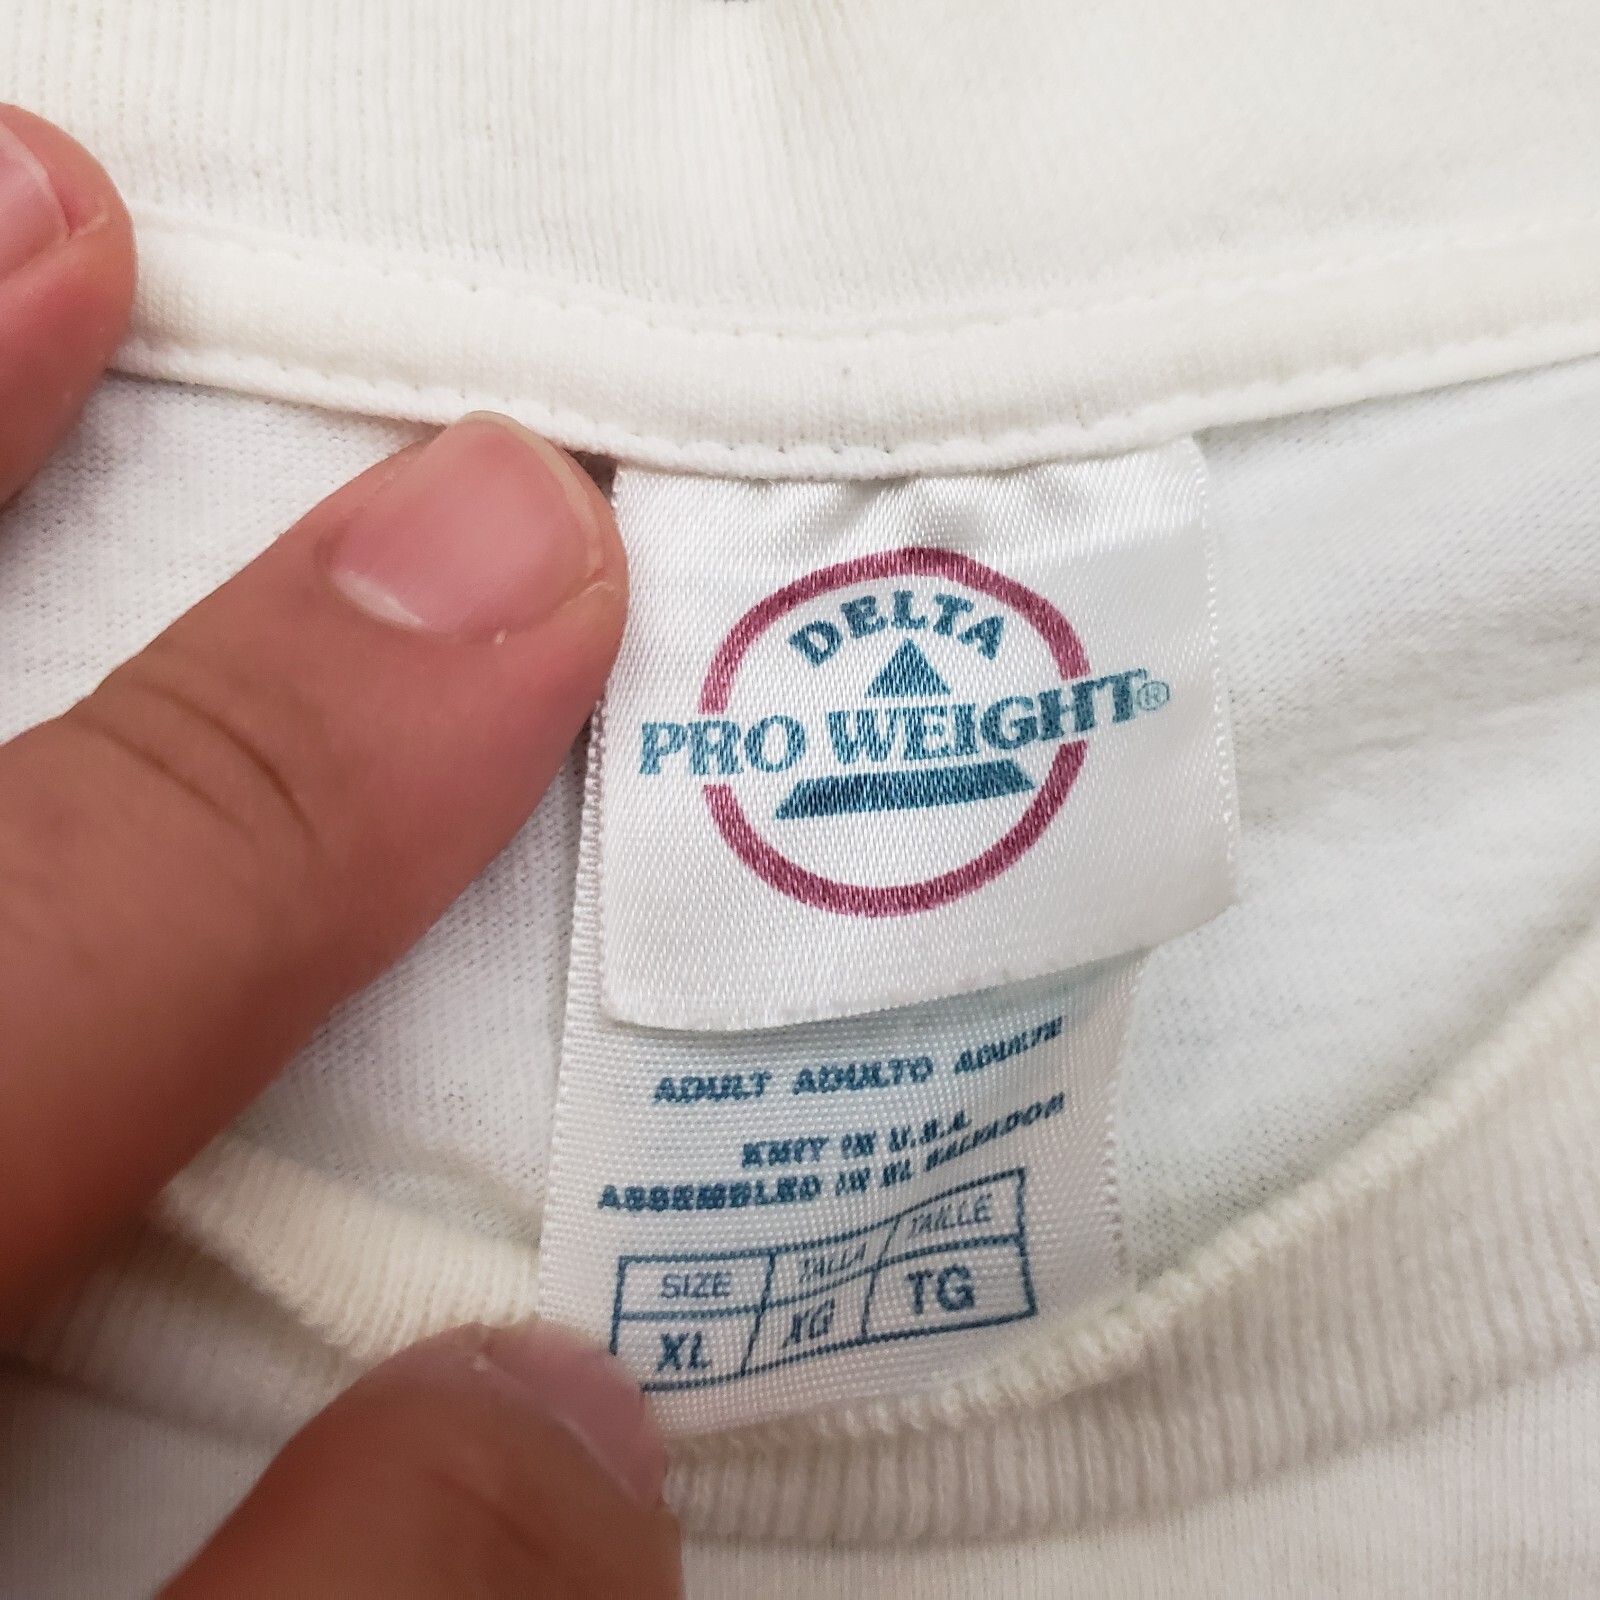 DELTA
PRO WEIGHT®
ADULT ADULTO ADULTE
KNIT IN U.S.A.
ASSEMBLED IN EL SALVADOR
SIZE TALLA TAILLE
XL XG TG